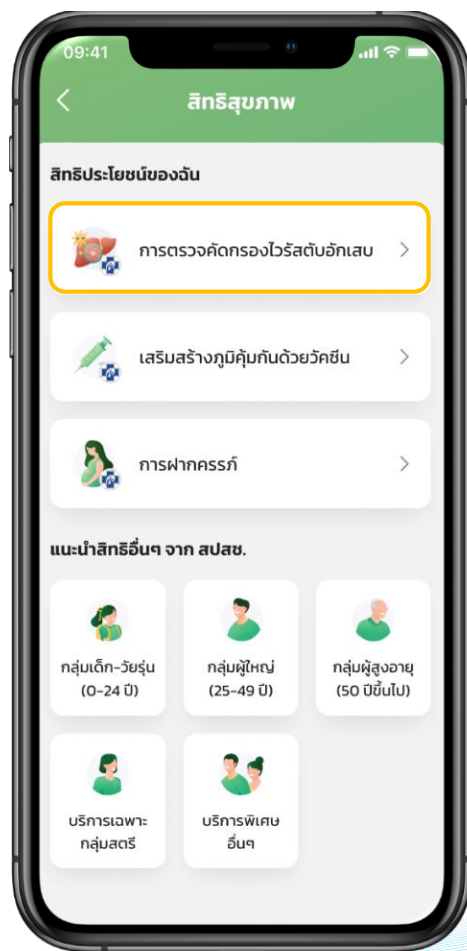 09:41
สิทธิสุขภาพ
สิทธิประโยชน์ของฉัน
การตรวจคัดกรองไวรัสตับอักเสบ
เสริมสร้างภูมิคุ้มกันด้วยวัคซีน
การฝากครรภ์
แนะนำสิทธิอื่นๆ จาก สปสช.
กลุ่มเด็ก-วัยรุ่น
(0-24 ปี)
กลุ่มผู้ใหญ่
(25-49 ปี)
กลุ่มผู้สูงอายุ
(50 ปีขึ้นไป)
บริการเฉพาะ
กลุ่มสตรี
บริการพิเศษ
อื่นๆ